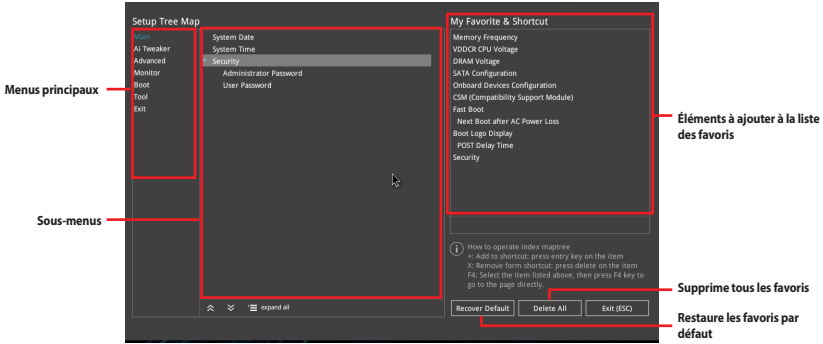 Setup Tree Map
My Favorite & Shortcut
Main
Ai Tweaker
Advanced
Monitor
Boot
Tool
Exit
System Date
System Time
Security
Administrator Password
User Password
expand all
Memory Frequency
VDDCR CPU Voltage
DRAM Voltage
SATA Configuration
Onboard Devices Configuration
CSM (Compatibility Support Module)
Fast Boot
Next Boot after AC Power Loss
Boot Logo Display
POST Delay Time
Security
How to operate index maptree
+: Add to shortcut: press entry key on the item
X: Remove form shortcut: press delete on the item
F4: Select the item listed above, then press F4 key to
go to the page directly.
Recover Default
Delete All
Exit (ESC)
Menus principaux
Sous-menus
Éléments à ajouter à la liste
des favoris
Supprime tous les favoris
Restaure les favoris par
défaut